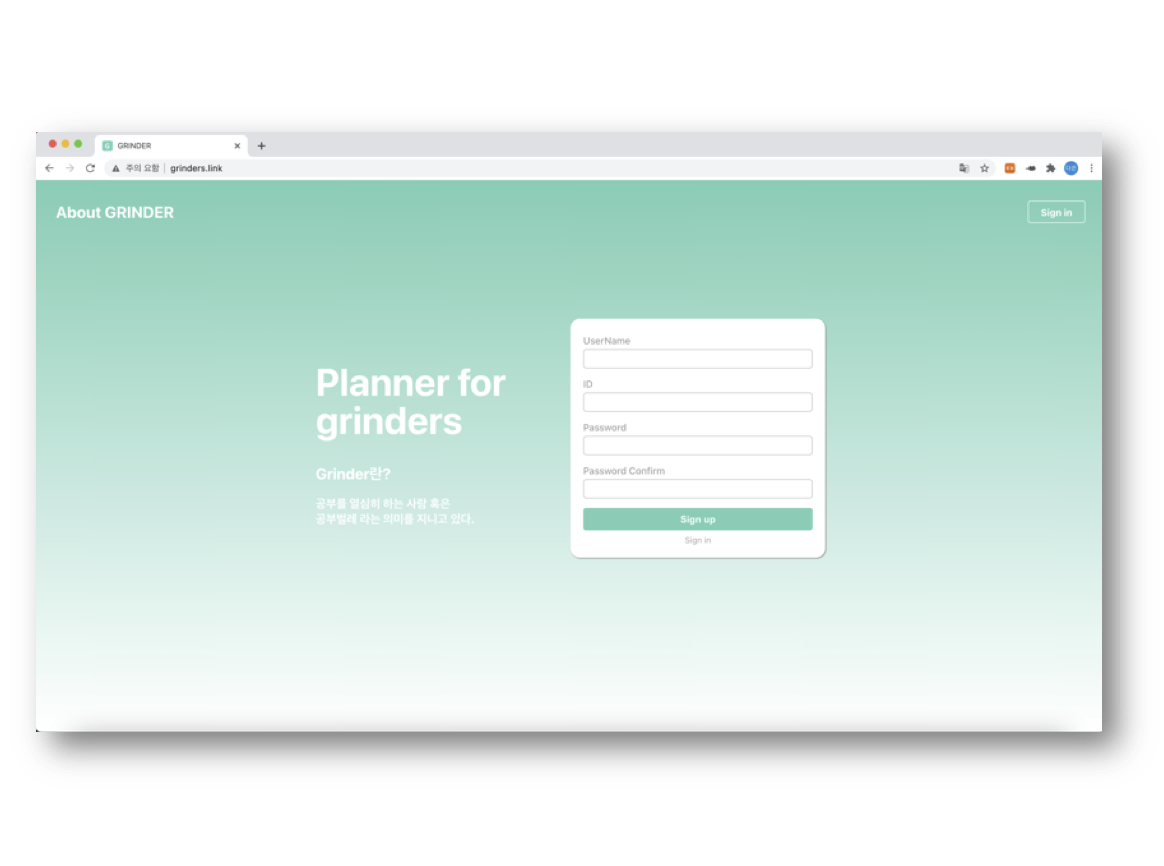 GRINDER
주의 요함 | grinders.link
About GRINDER
Sign in
Planner for
grinders
Grinder란?
공부를 열심히 하는 사람 혹은
공부벌레 라는 의미를 지니고 있다.
UserName
ID
Password
Password Confirm
Sign up
Sign in